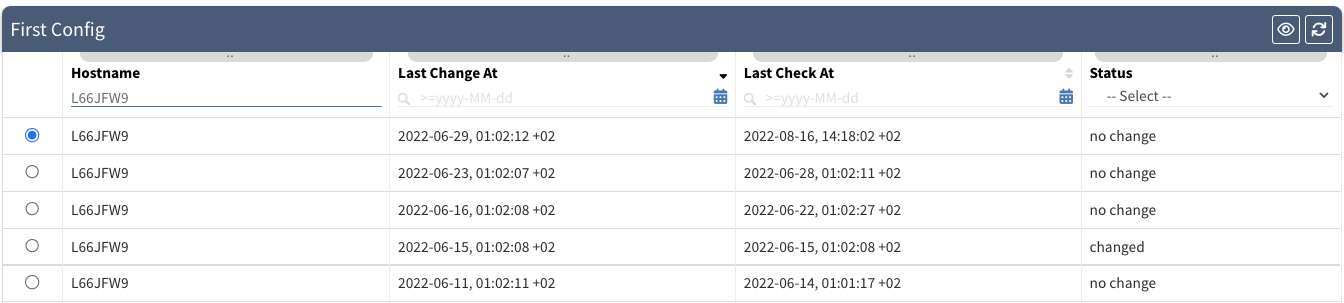 First Config
Hostname Last Change At Last Check At Status
L66JFW9 >=yyyy-MM-dd >=yyyy-MM-dd -- Select --
L66JFW9 2022-06-29, 01:02:12 +02 2022-08-16, 14:18:02 +02 no change
L66JFW9 2022-06-23, 01:02:07 +02 2022-06-28, 01:02:11 +02 no change
L66JFW9 2022-06-16, 01:02:08 +02 2022-06-22, 01:02:27 +02 no change
L66JFW9 2022-06-15, 01:02:08 +02 2022-06-15, 01:02:08 +02 changed
L66JFW9 2022-06-11, 01:02:11 +02 2022-06-14, 01:01:17 +02 no change